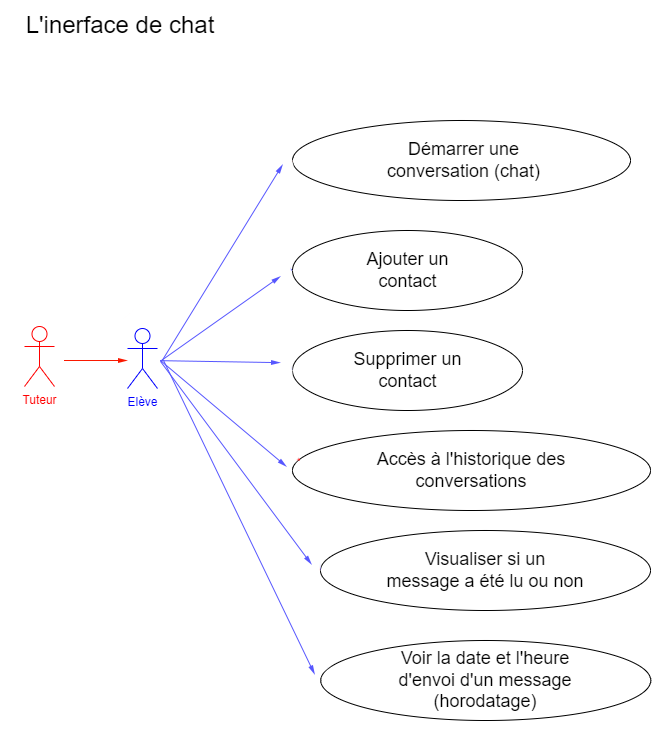 L'inerface de chat
Démarrer une
conversation (chat)
Ajouter un
contact
Supprimer un
contact
Tuteur
Elève
Accès à l'historique des
conversations
Visualiser si un
message a été lu ou non
Voir la date et l'heure
d'envoi d'un message
(horodatage)